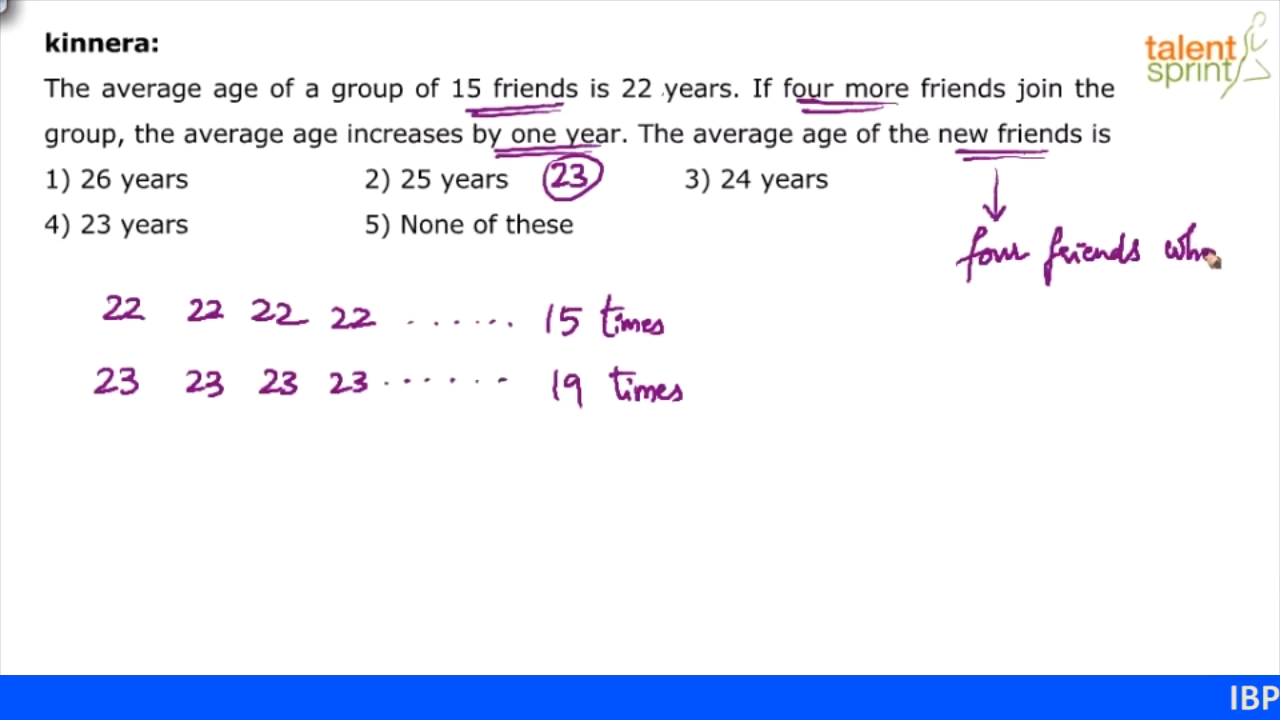 kinnera:
talent
sprint
The average age of a group of 15 friends is 22 years. If four more friends join the
group, the average age increases by one year. The average age of the new friends is
1) 26 years 2) 25 years 23 3) 24 years
4) 23 years 5) None of these
four friends who
22 22 22 22 ...... 15 times
23 23 23 23 ...... 19 times
IBP